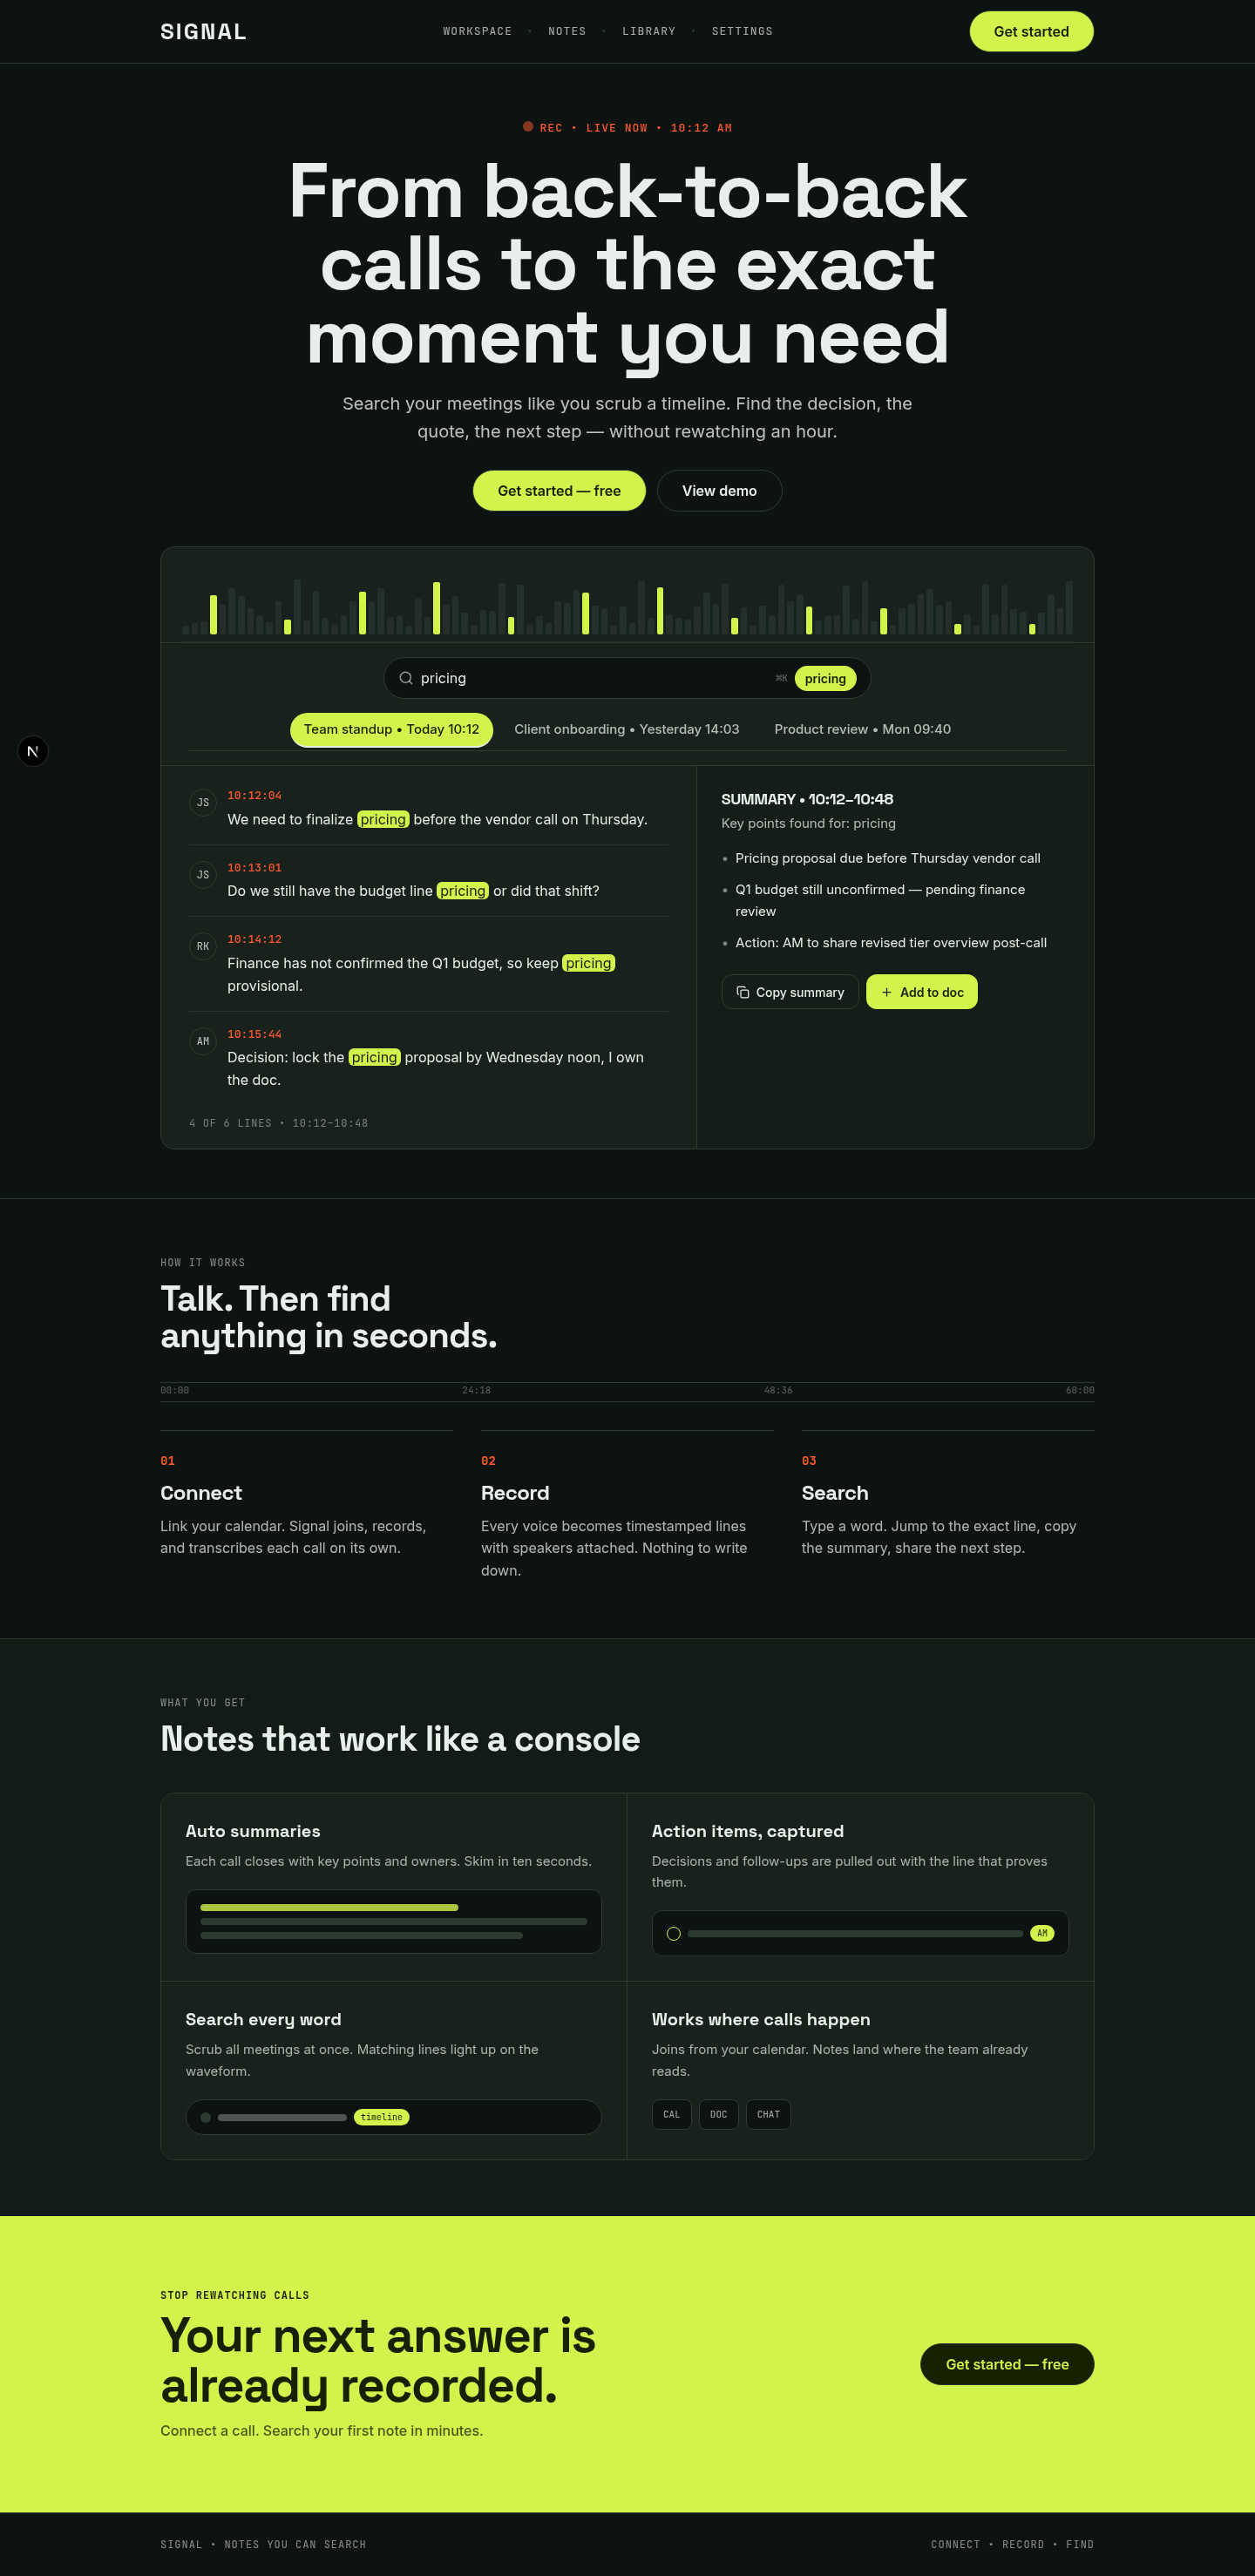 SIGNAL
WORKSPACE · NOTES · LIBRARY · SETTINGS
Get started
REC • LIVE NOW • 10:12 AM
From back-to-back
calls to the exact
moment you need
Search your meetings like you scrub a timeline. Find the decision, the
quote, the next step — without rewatching an hour.
Get started — free
View demo
pricing
⌘K
pricing
Team standup • Today 10:12
Client onboarding • Yesterday 14:03
Product review • Mon 09:40
N
JS
10:12:04
We need to finalize pricing before the vendor call on Thursday.
JS
10:13:01
Do we still have the budget line pricing or did that shift?
RK
10:14:12
Finance has not confirmed the Q1 budget, so keep pricing
provisional.
AM
10:15:44
Decision: lock the pricing proposal by Wednesday noon, I own
the doc.
4 OF 6 LINES • 10:12–10:48
SUMMARY • 10:12–10:48
Key points found for: pricing
• Pricing proposal due before Thursday vendor call
• Q1 budget still unconfirmed — pending finance
review
• Action: AM to share revised tier overview post-call
Copy summary
+ Add to doc
HOW IT WORKS
Talk. Then find
anything in seconds.
00:00
24:18
48:36
60:00
01
Connect
Link your calendar. Signal joins, records,
and transcribes each call on its own.
02
Record
Every voice becomes timestamped lines
with speakers attached. Nothing to write
down.
03
Search
Type a word. Jump to the exact line, copy
the summary, share the next step.
WHAT YOU GET
Notes that work like a console
Auto summaries
Each call closes with key points and owners. Skim in ten seconds.
Action items, captured
Decisions and follow-ups are pulled out with the line that proves
them.
AM
Search every word
Scrub all meetings at once. Matching lines light up on the
waveform.
timeline
Works where calls happen
Joins from your calendar. Notes land where the team already
reads.
CAL
DOC
CHAT
STOP REWATCHING CALLS
Your next answer is
already recorded.
Connect a call. Search your first note in minutes.
Get started — free
SIGNAL • NOTES YOU CAN SEARCH
CONNECT • RECORD • FIND